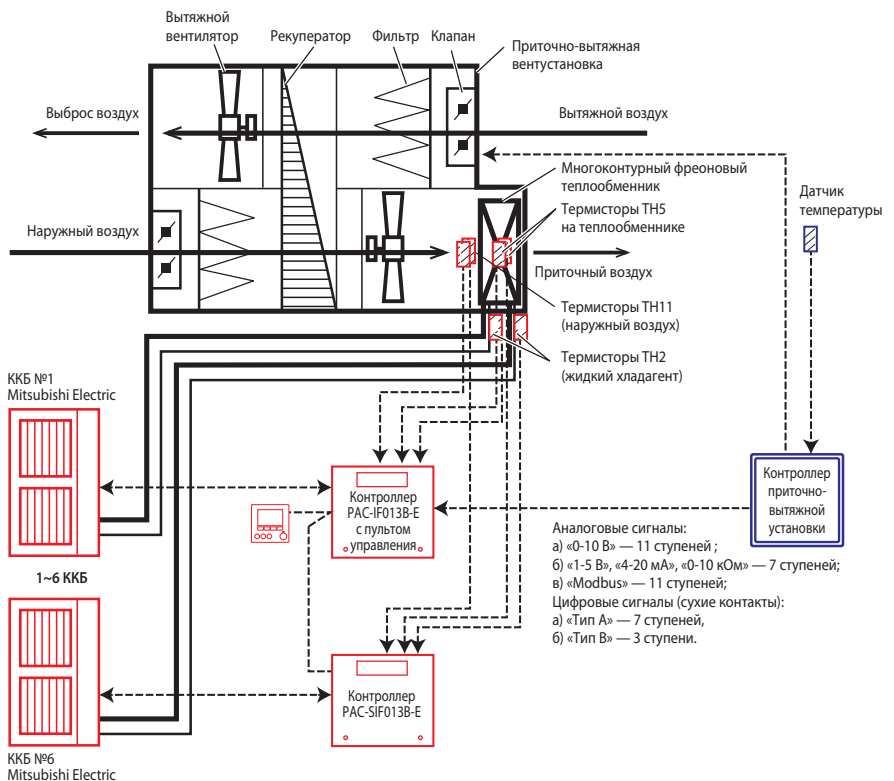 Вытяжной
вентилятор
Рекуператор
Фильтр
Клапан
Приточно-вытяжная
вентустановка
Выброс воздух
Вытяжной воздух
Многоконтурный фреоновый
теплообменник
Термисторы TH5
на теплообменнике
Датчик
температуры
Наружный воздух
Приточный воздух
Термисторы TH11
(наружный воздух)
Термисторы TH2
(жидкий хладагент)
ККБ №1
Mitsubishi Electric
Контроллер
PAC-IF013B-E
с пультом
управления
Контроллер
приточно-
вытяжной
установки
Аналоговые сигналы:
а) «0-10 В» — 11 ступеней ;
б) «1-5 В», «4-20 мА», «0-10 кОм» — 7 ступеней;
в) «Modbus» — 11 ступеней;
Цифровые сигналы (сухие контакты):
а) «Тип А» — 7 ступеней,
б) «Тип В» — 3 ступени.
1~6 ККБ
Контроллер
PAC-SIF013B-E
ККБ №6
Mitsubishi Electric